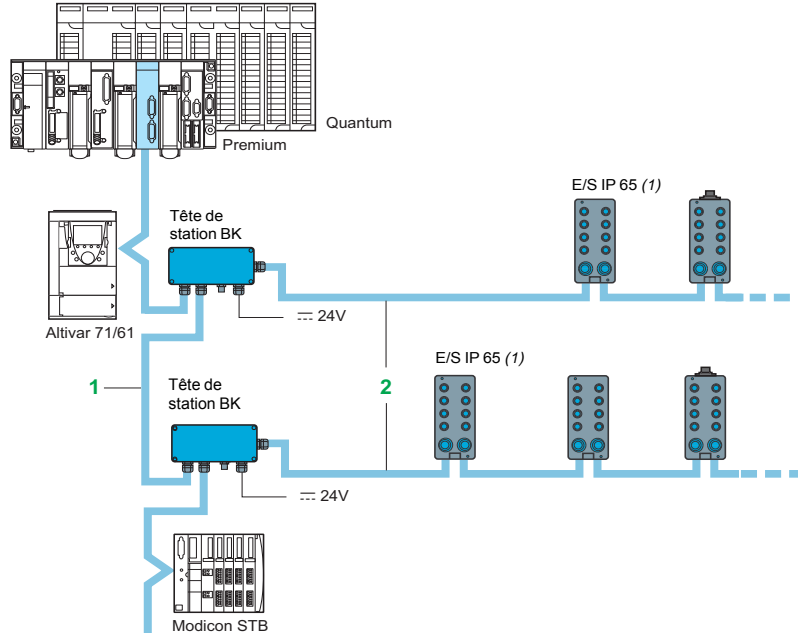 Quantum
Premium
E/S IP 65 (1)
Tête de
station BK
⎓ 24V
Altivar 71/61
E/S IP 65 (1)
1
2
Tête de
station BK
⎓ 24V
Modicon STB